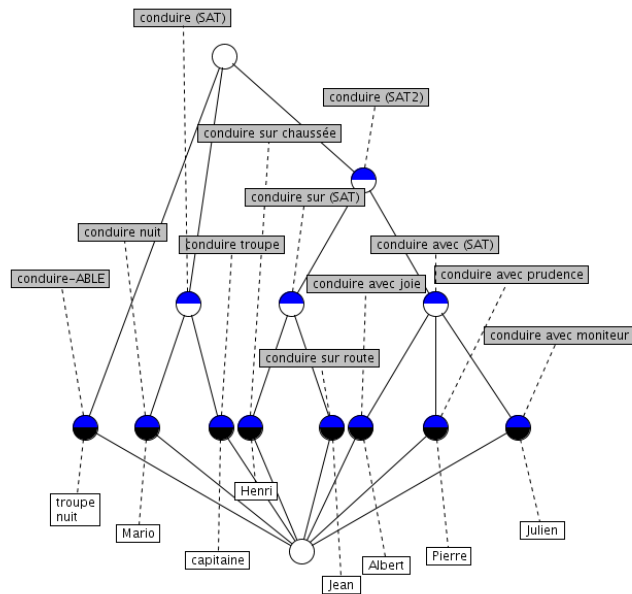 conduire (SAT)
conduire (SAT2)
conduire sur chaussée
conduire sur (SAT)
conduire nuit
conduire troupe
conduire avec (SAT)
conduire-ABLE
conduire avec joie
conduire avec prudence
conduire avec moniteur
conduire sur route
Henri
troupe
nuit
Mario
capitaine
Jean
Albert
Pierre
Julien